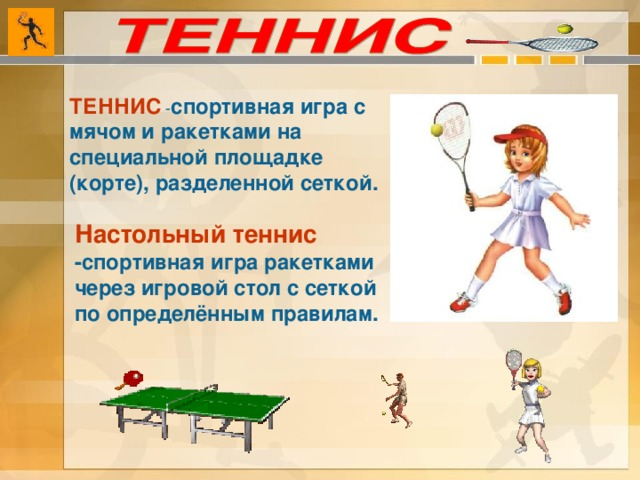 ТЕННИС
ТЕННИС -спортивная игра с
мячом и ракетками на
специальной площадке
(корте), разделенной сеткой.
Настольный теннис
-спортивная игра ракетками
через игровой стол с сеткой
по определённым правилам.